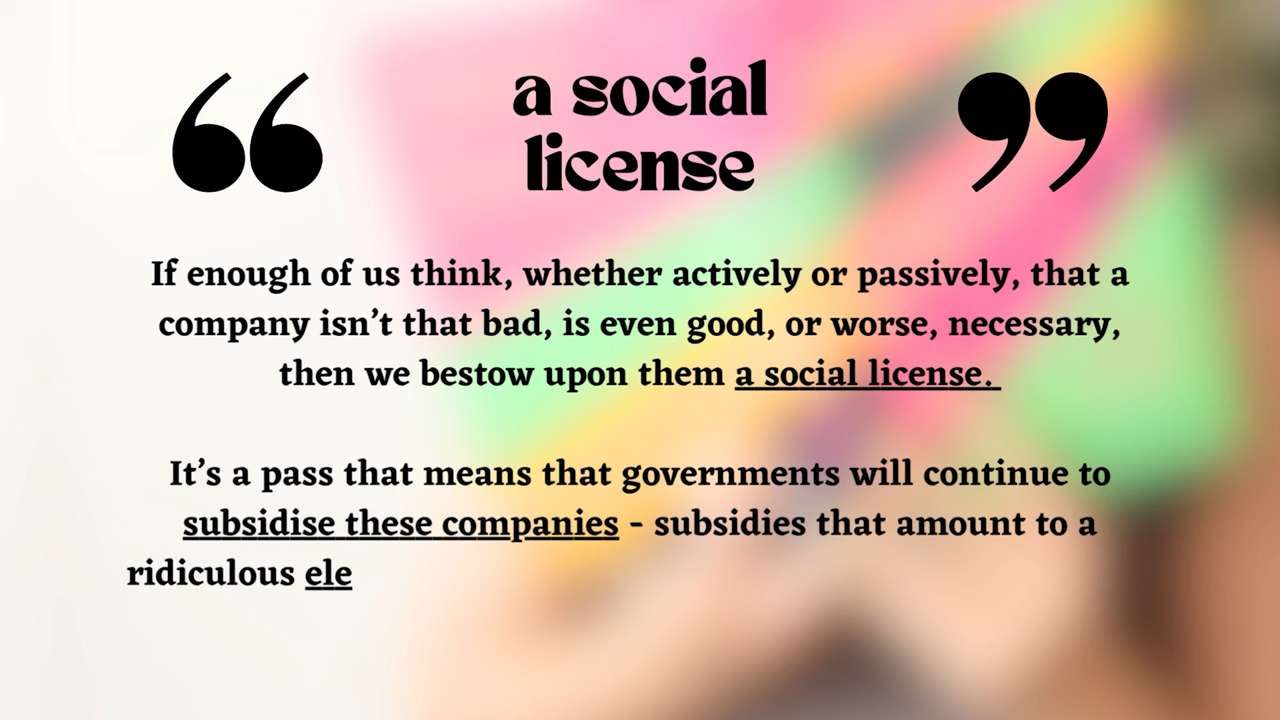 “ a social ”
license
If enough of us think, whether actively or passively, that a
company isn’t that bad, is even good, or worse, necessary,
then we bestow upon them a social license.
It’s a pass that means that governments will continue to
subsidise these companies - subsidies that amount to a
ridiculous ele